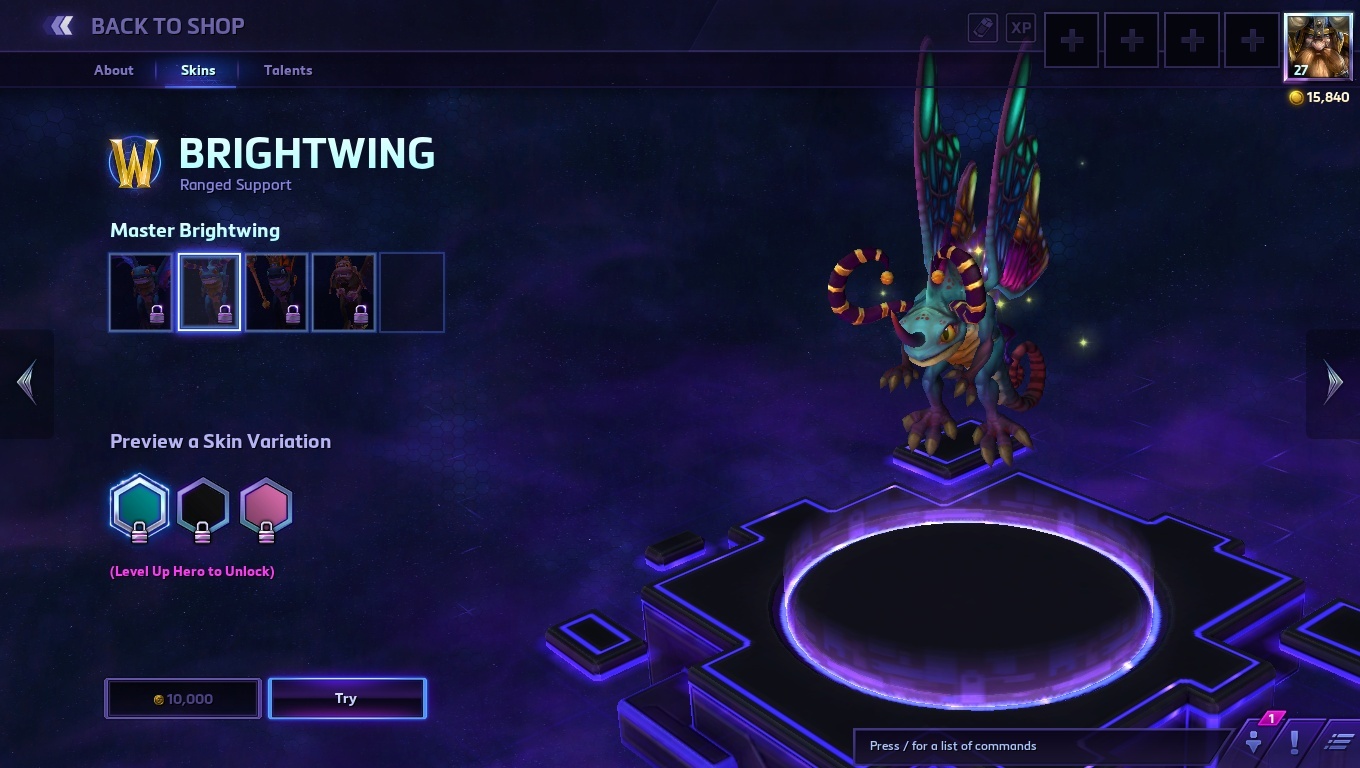 BACK TO SHOP
XP
About
Skins
Talents
27
15,840
W
BRIGHTWING
Ranged Support
Master Brightwing
Preview a Skin Variation
(Level Up Hero to Unlock)
10,000
Try
1
Press / for a list of commands